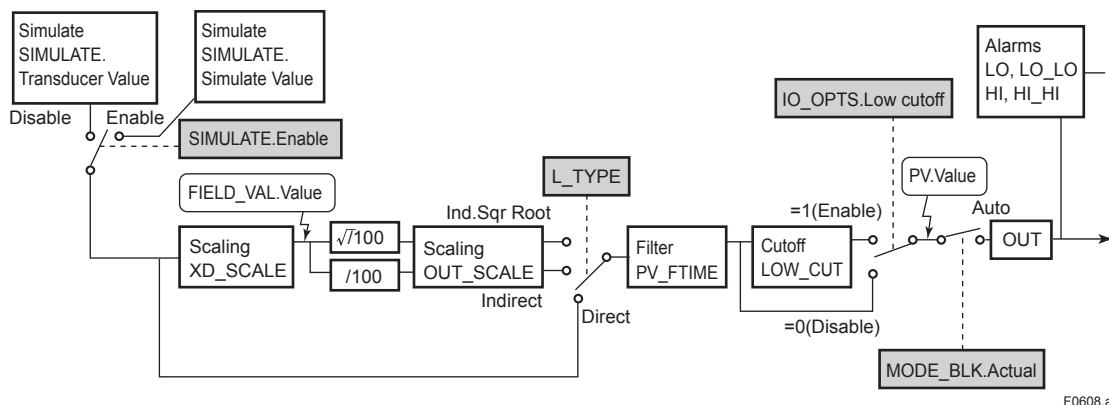 Simulate
SIMULATE.
Transducer Value
Simulate
SIMULATE.
Simulate Value
Alarms
LO, LO_LO
HI, HI_HI
Disable
Enable
SIMULATE.Enable
IO_OPTS.Low cutoff
FIELD_VAL.Value
L_TYPE
PV.Value
Ind.Sqr Root
=1(Enable)
Auto
Scaling
XD_SCALE
√/100
/100
Scaling
OUT_SCALE
Filter
PV_FTIME
Cutoff
LOW_CUT
OUT
Indirect
Direct
=0(Disable)
MODE_BLK.Actual